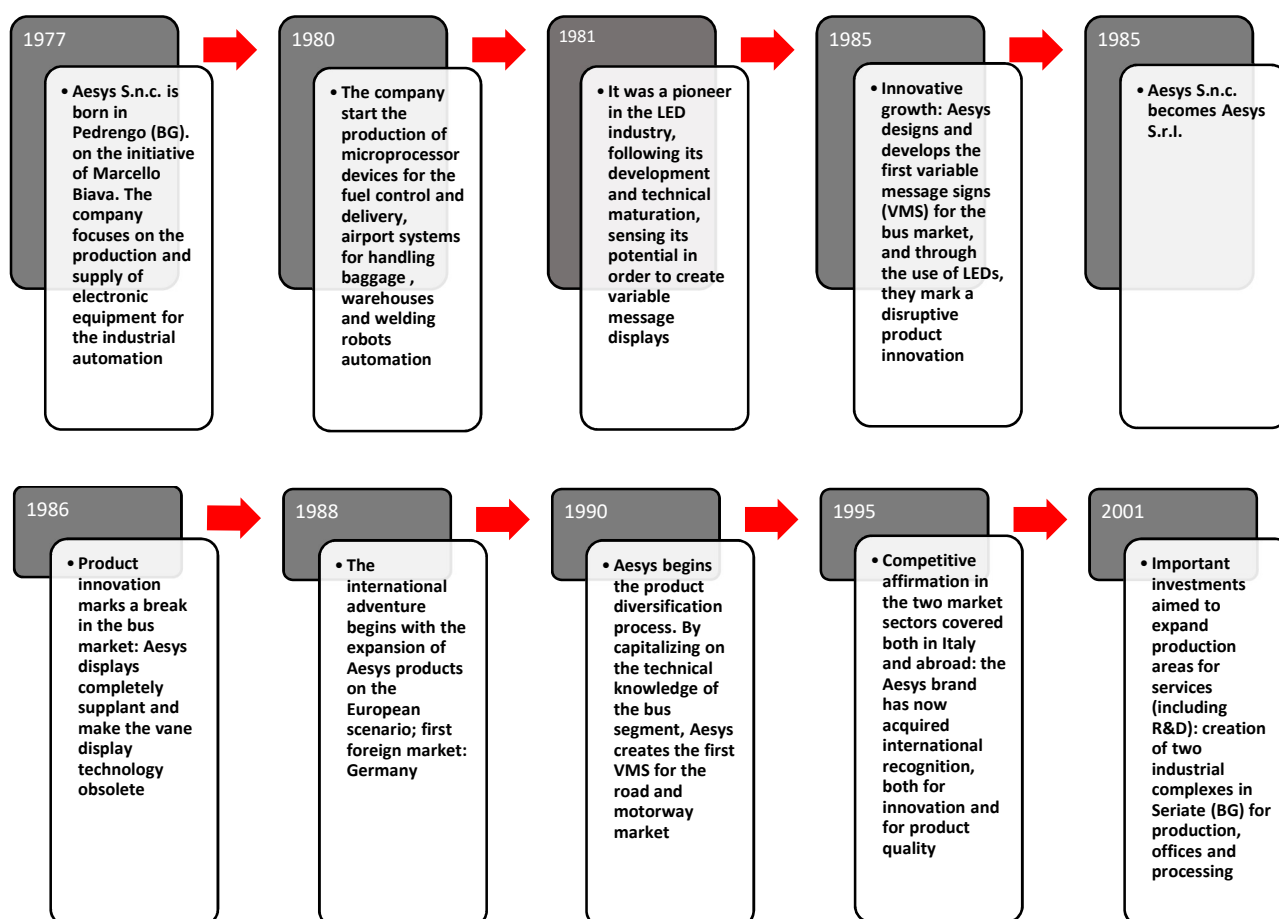 1977
• Aesys S.n.c. is
born in
Pedrengo (BG).
on the initiative
of Marcello
Biava. The
company
focuses on the
production and
supply of
electronic
equipment for
the industrial
automation
1980
• The company
start the
production of
microprocessor
devices for the
fuel control and
delivery,
airport systems
for handling
baggage ,
warehouses
and welding
robots
automation
1981
• It was a pioneer
in the LED
industry,
following its
development
and technical
maturation,
sensing its
potential in
order to create
variable
message
displays
1985
• Innovative
growth: Aesys
designs and
develops the
first variable
message signs
(VMS) for the
bus market,
and through
the use of LEDs,
they mark a
disruptive
product
innovation
1985
• Aesys S.n.c.
becomes Aesys
S.r.l.
1986
• Product
innovation
marks a break
in the bus
market: Aesys
displays
completely
supplant and
make the vane
display
technology
obsolete
1988
• The
international
adventure
begins with the
expansion of
Aesys products
on the
European
scenario; first
foreign market:
Germany
1990
• Aesys begins
the product
diversification
process. By
capitalizing on
the technical
knowledge of
the bus
segment, Aesys
creates the first
VMS for the
road and
motorway
market
1995
• Competitive
affirmation in
the two market
sectors covered
both in Italy
and abroad: the
Aesys brand
has now
acquired
international
recognition,
both for
innovation and
for product
quality
2001
• Important
investments
aimed to
expand
production
areas for
services
(including
R&D): creation
of two
industrial
complexes in
Seriate (BG) for
production,
offices and
processing